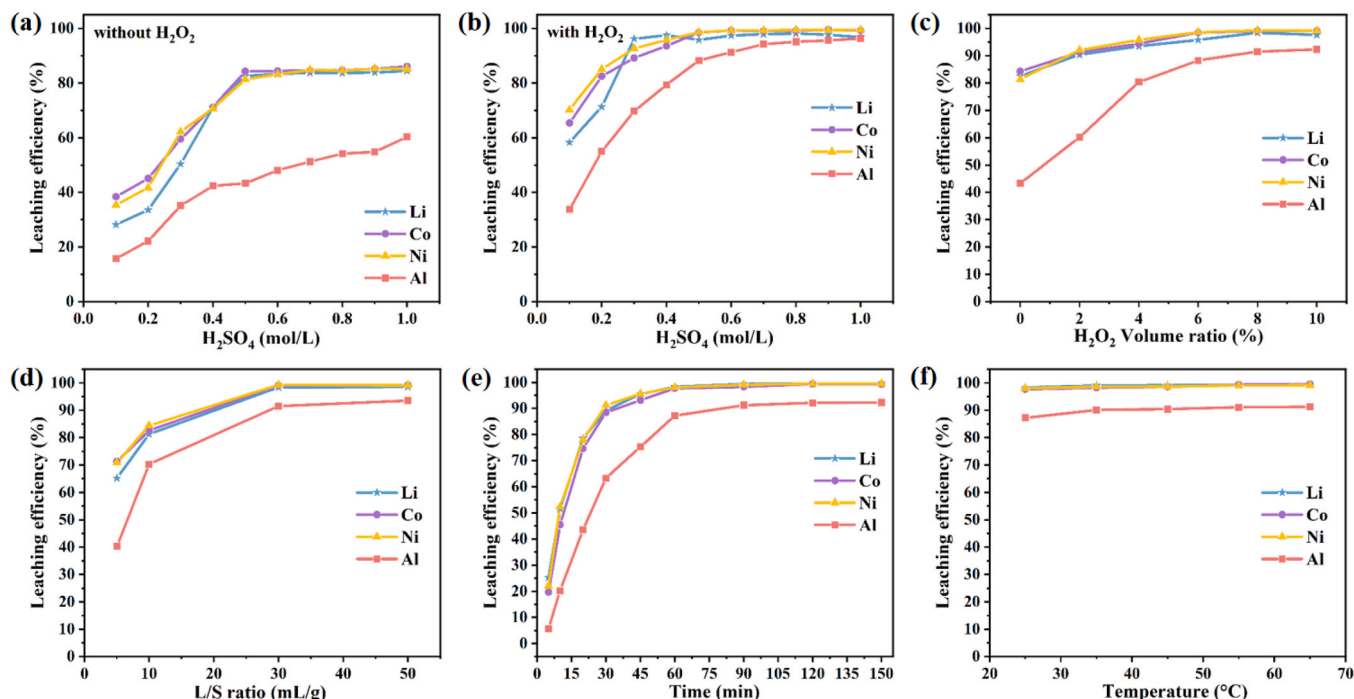 (a)
without H₂O₂
Leaching efficiency (%)
100
80
60
40
20
0
Li
Co
Ni
Al
0.0 0.2 0.4 0.6 0.8 1.0
H₂SO₄ (mol/L)
(b)
with H₂O₂
Leaching efficiency (%)
100
90
80
70
60
50
40
30
20
10
0
Li
Co
Ni
Al
0.0 0.2 0.4 0.6 0.8 1.0
H₂SO₄ (mol/L)
(c)
Leaching efficiency (%)
100
90
80
70
60
50
40
30
20
10
0
Li
Co
Ni
Al
0 2 4 6 8 10
H₂O₂ Volume ratio (%)
(d)
Leaching efficiency (%)
100
90
80
70
60
50
40
30
20
10
0
Li
Co
Ni
Al
0 10 20 30 40 50
L/S ratio (mL/g)
(e)
Leaching efficiency (%)
100
90
80
70
60
50
40
30
20
10
0
Li
Co
Ni
Al
0 15 30 45 60 75 90 105 120 135 150
Time (min)
(f)
Leaching efficiency (%)
100
90
80
70
60
50
40
30
20
10
0
Li
Co
Ni
Al
20 30 40 50 60 70
Temperature (°C)